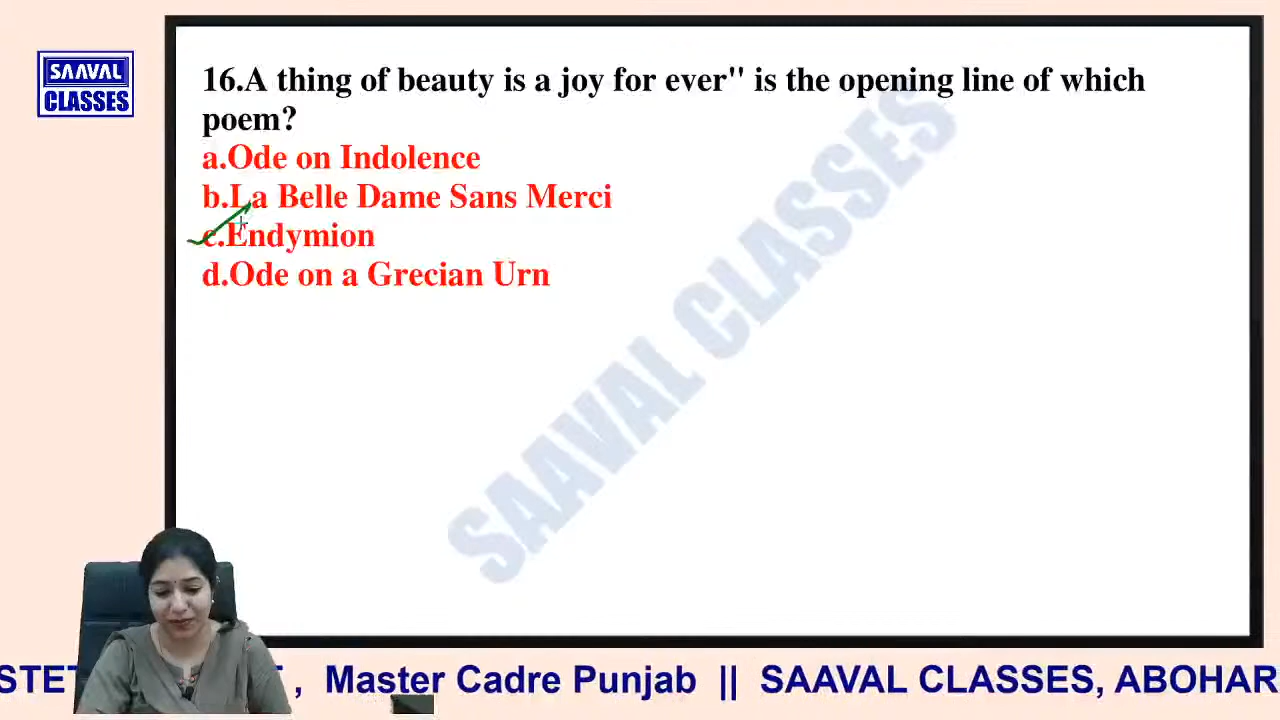 SAAVAL
CLASSES
16.A thing of beauty is a joy for ever" is the opening line of which
poem?
a.Ode on Indolence
b.La Belle Dame Sans Merci
c.Endymion
d.Ode on a Grecian Urn
SAAVAL CLASSES
, Master Cadre Punjab || SAAVAL CLASSES, ABOHAR